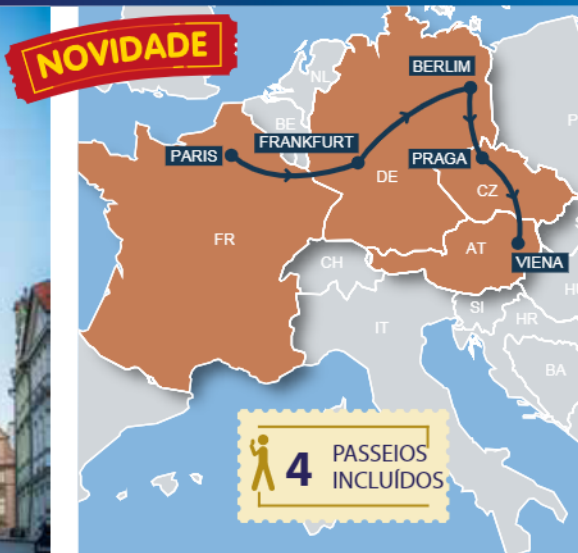 NOVIDADE
BERLIM
NL
BE
FRANKFURT
PARIS
PRAGA
DE
CZ
FR
AT
VIENA
CH
SI
HR
IT
BA
4 PASSEIOS
INCLUÍDOS